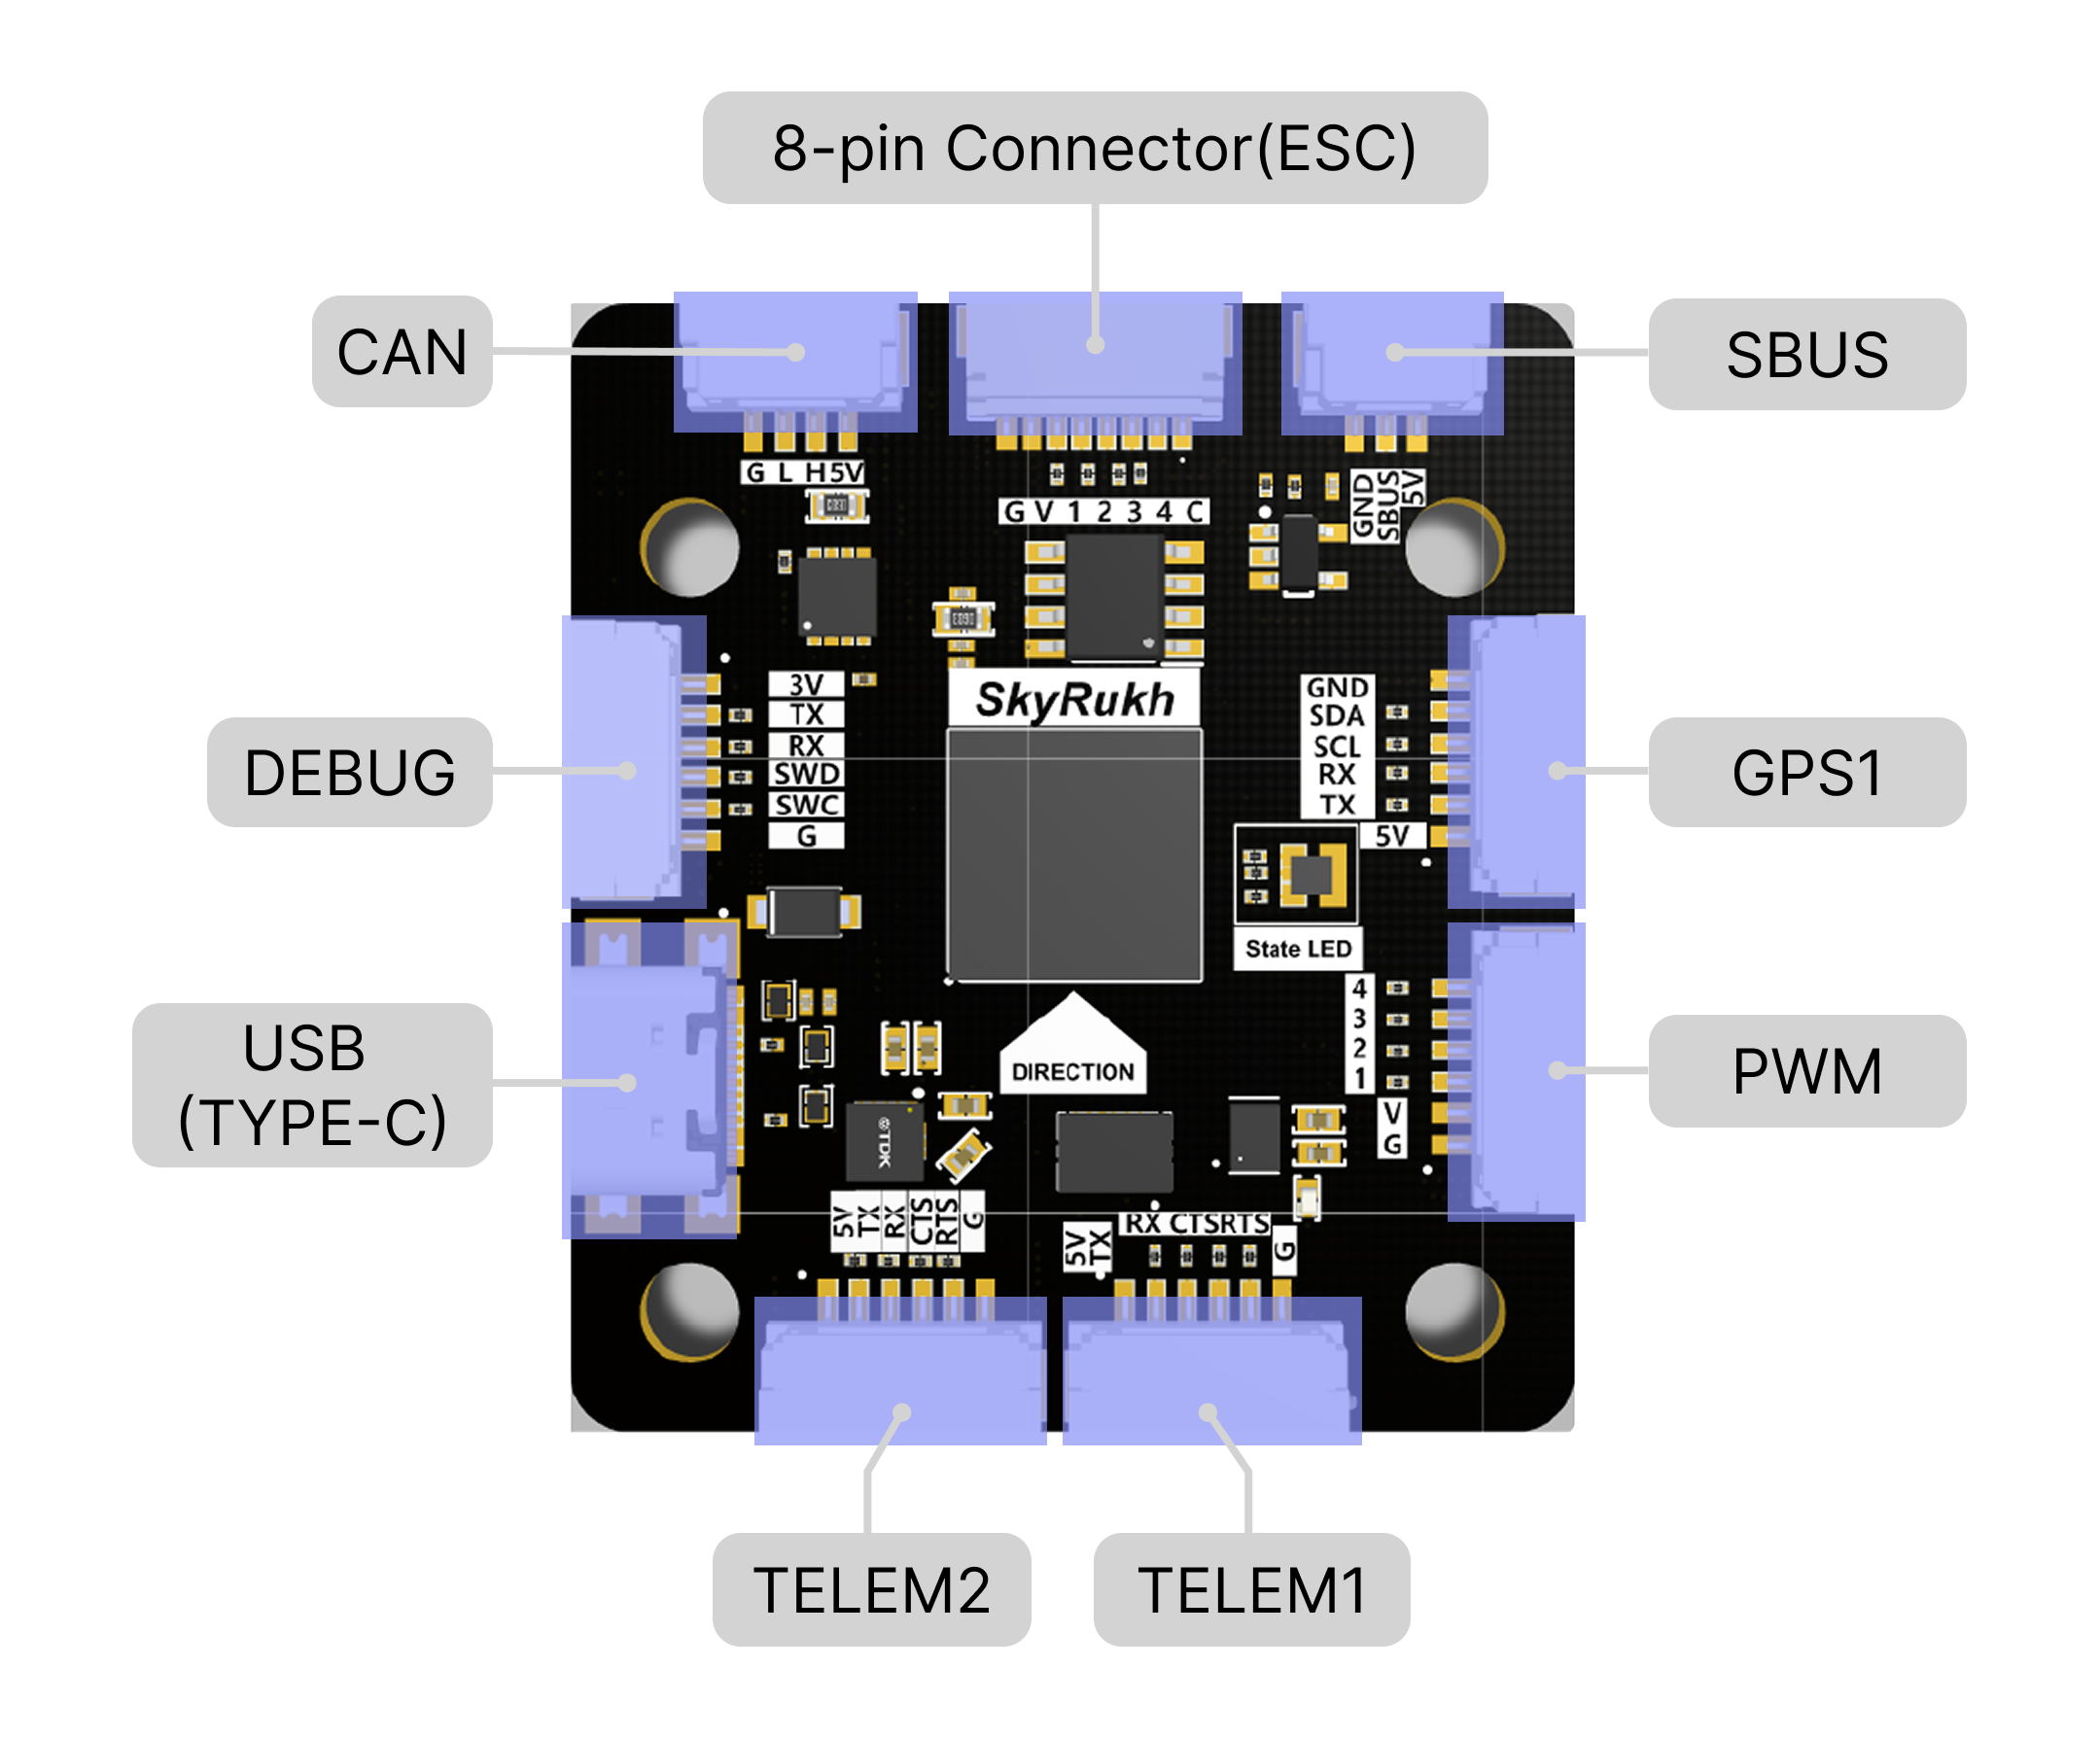 8-pin Connector(ESC)
CAN
SBUS
G L H 5V
GND
SBUS
5V
G V 1 2 3 4 C
SkyRukh
3V
TX
RX
SWD
SWC
G
DEBUG
GND
SDA
SCL
RX
TX
5V
GPS1
State LED
USB
(TYPE-C)
4
3
2
1
V
G
PWM
DIRECTION
TDK
5V
TX
RX
CTS
RTS
G
5V
TX
RX CTS RTS
G
TELEM2
TELEM1